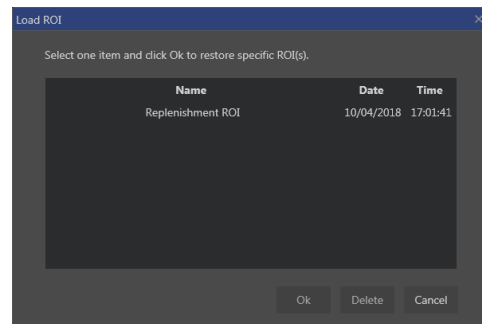 Load ROI
Select one item and click Ok to restore specific ROI(s).
Name Date Time
Replenishment ROI 10/04/2018 17:01:41
Ok Delete Cancel